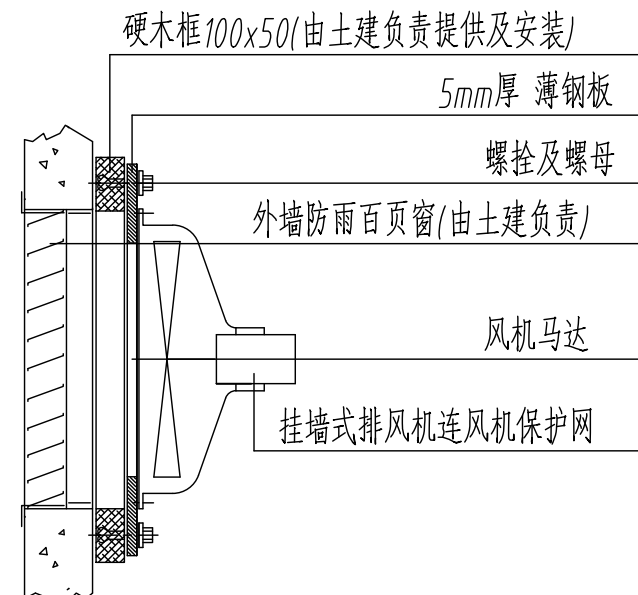 硬木框100x50(由土建负责提供及安装)
5mm厚 薄钢板
螺拴及螺母
外墙防雨百页窗(由土建负责)
风机马达
挂墙式排风机连风机保护网